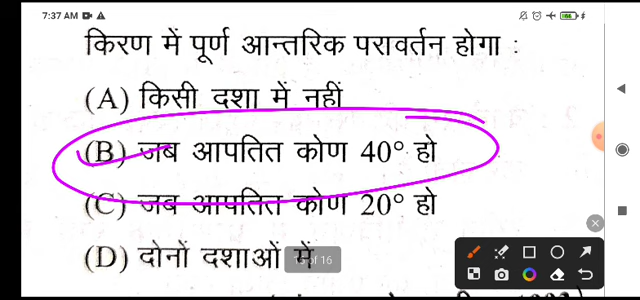 7:37 AM
किरण में पूर्ण आन्तरिक परावर्तन होगा :
(A) किसी दशा में नहीं
(B) जब आपतित कोण 40° हो
(C) जब आपतित कोण 20° हो
(D) दोनों दशाओं में
15 of 16